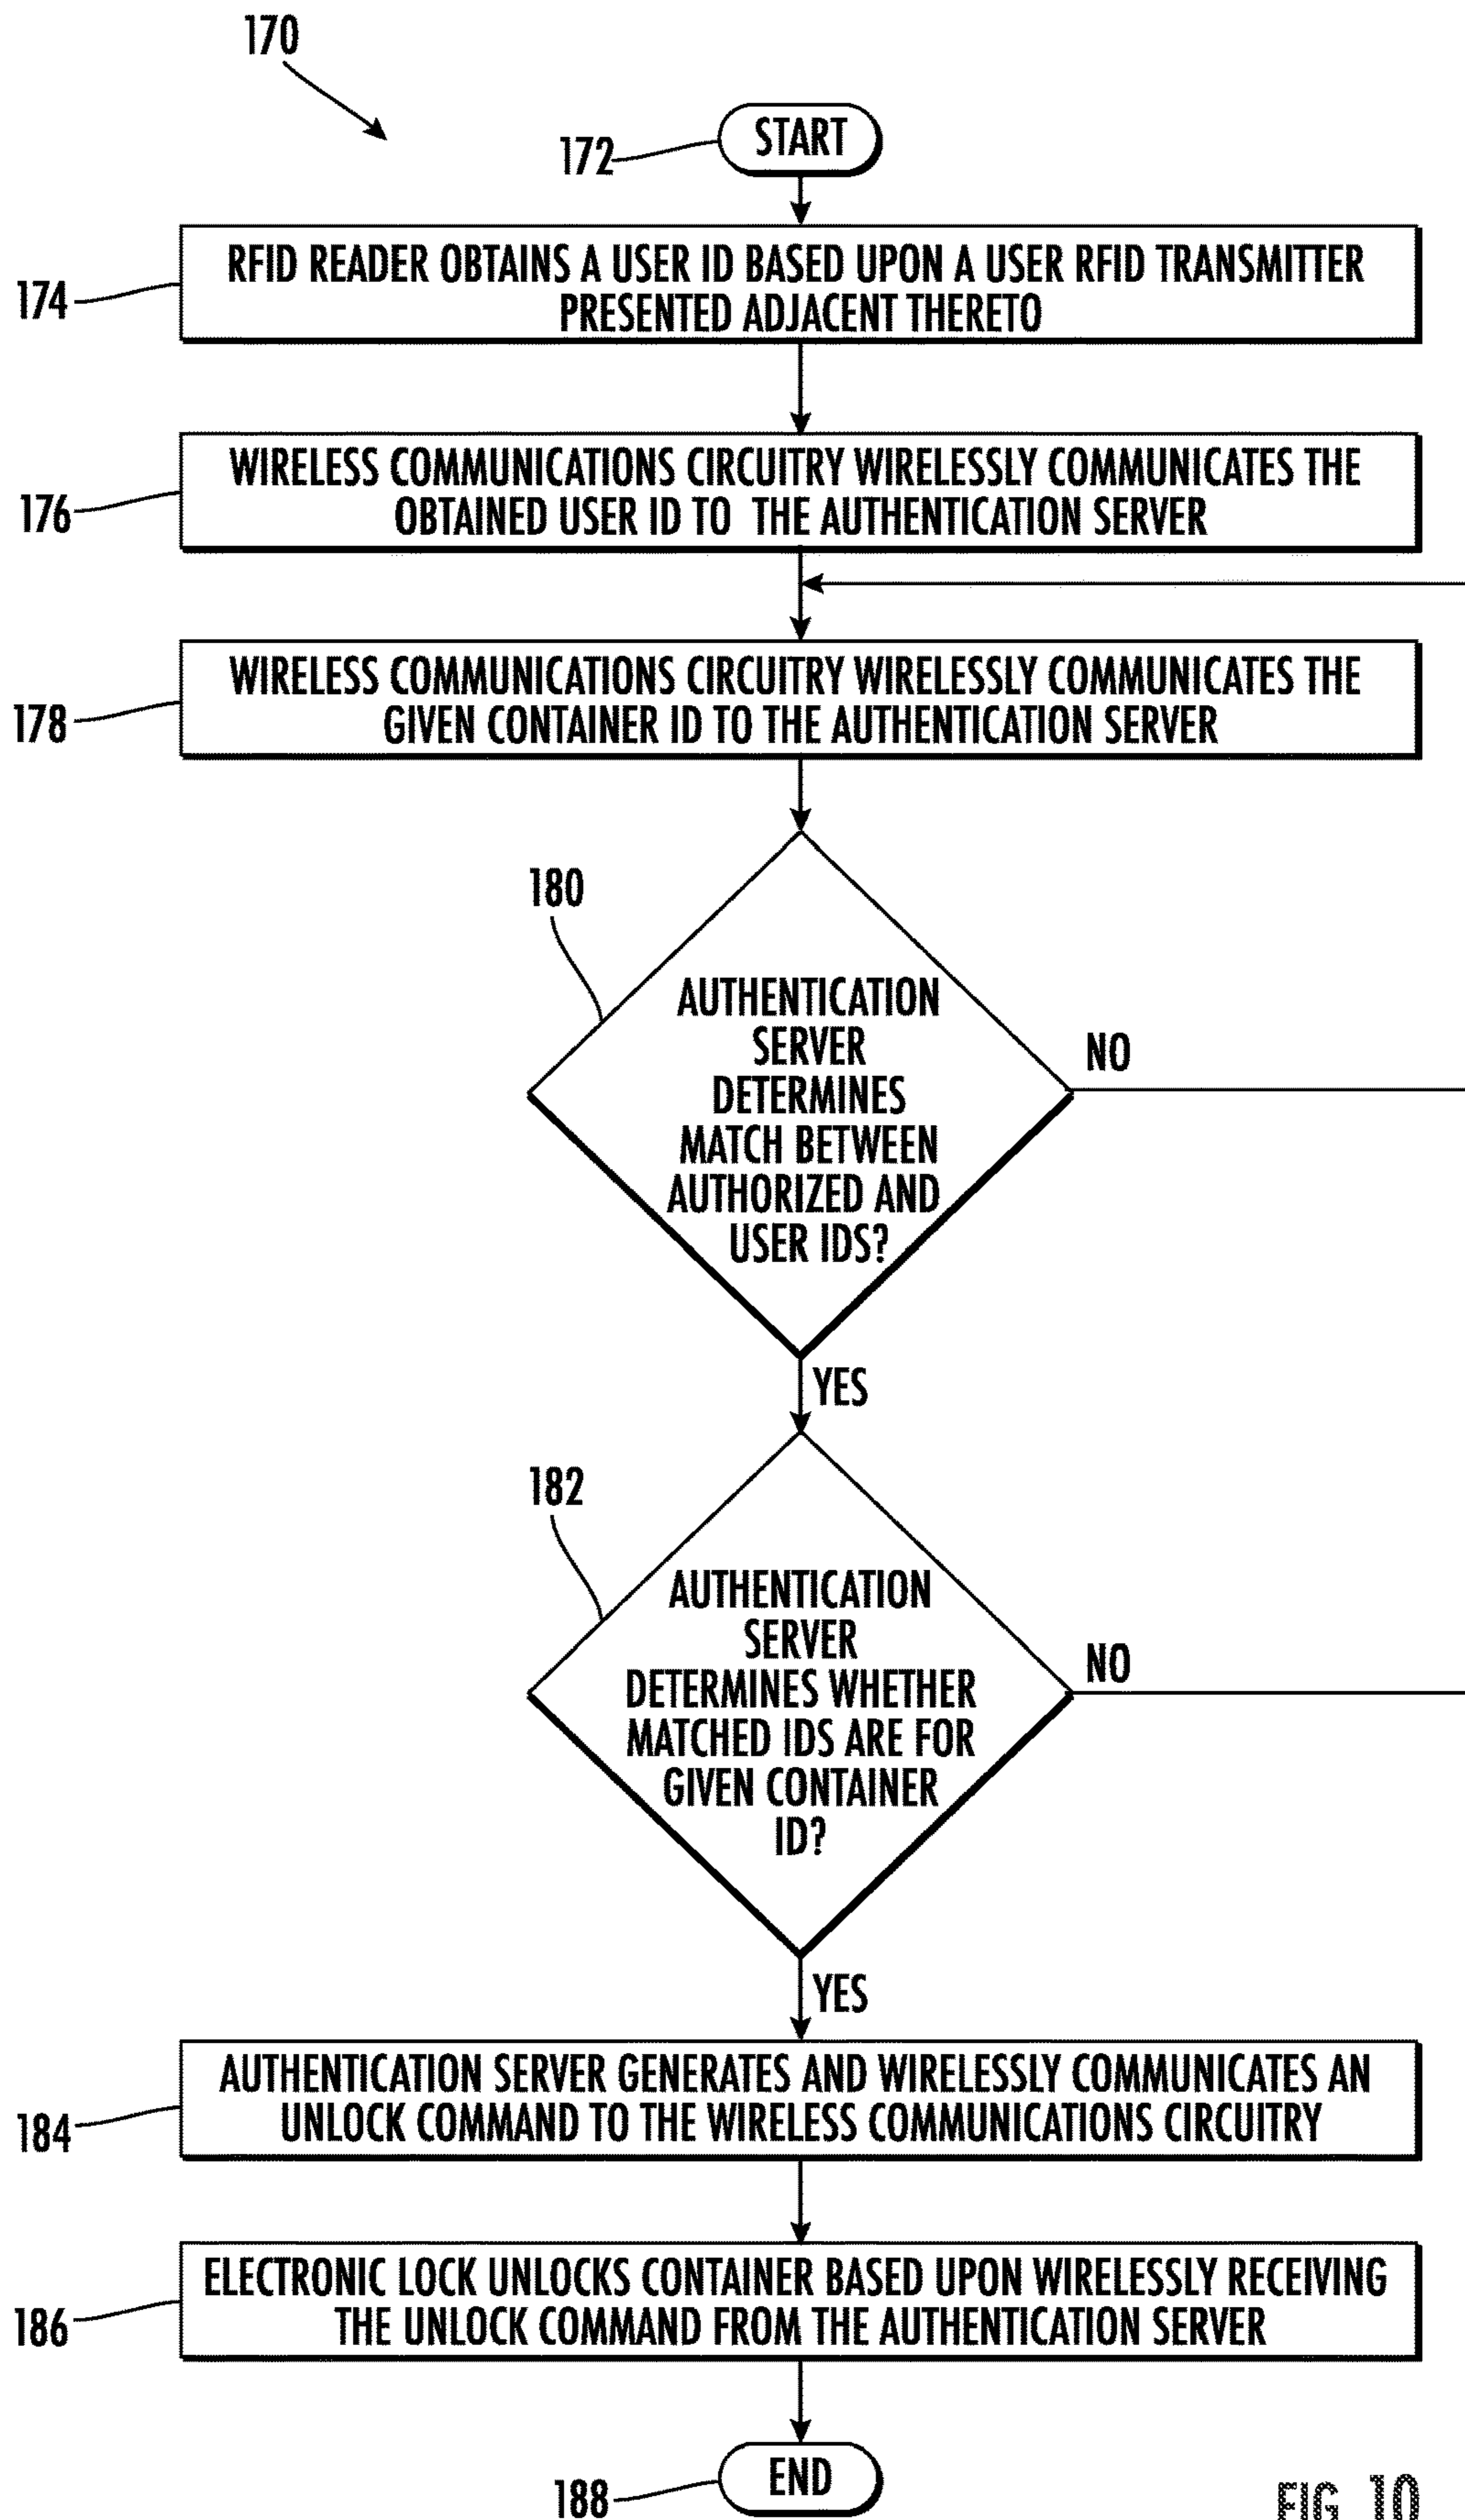 170
172
START
174
RFID READER OBTAINS A USER ID BASED UPON A USER RFID TRANSMITTER
PRESENTED ADJACENT THERETO
176
WIRELESS COMMUNICATIONS CIRCUITRY WIRELESSLY COMMUNICATES THE
OBTAINED USER ID TO THE AUTHENTICATION SERVER
178
WIRELESS COMMUNICATIONS CIRCUITRY WIRELESSLY COMMUNICATES THE
GIVEN CONTAINER ID TO THE AUTHENTICATION SERVER
180
AUTHENTICATION
SERVER
DETERMINES
MATCH BETWEEN
AUTHORIZED AND
USER IDS?
NO
YES
182
AUTHENTICATION
SERVER
DETERMINES WHETHER
MATCHED IDS ARE FOR
GIVEN CONTAINER
ID?
NO
YES
184
AUTHENTICATION SERVER GENERATES AND WIRELESSLY COMMUNICATES AN
UNLOCK COMMAND TO THE WIRELESS COMMUNICATIONS CIRCUITRY
186
ELECTRONIC LOCK UNLOCKS CONTAINER BASED UPON WIRELESSLY RECEIVING
THE UNLOCK COMMAND FROM THE AUTHENTICATION SERVER
188
END
FIG. 10